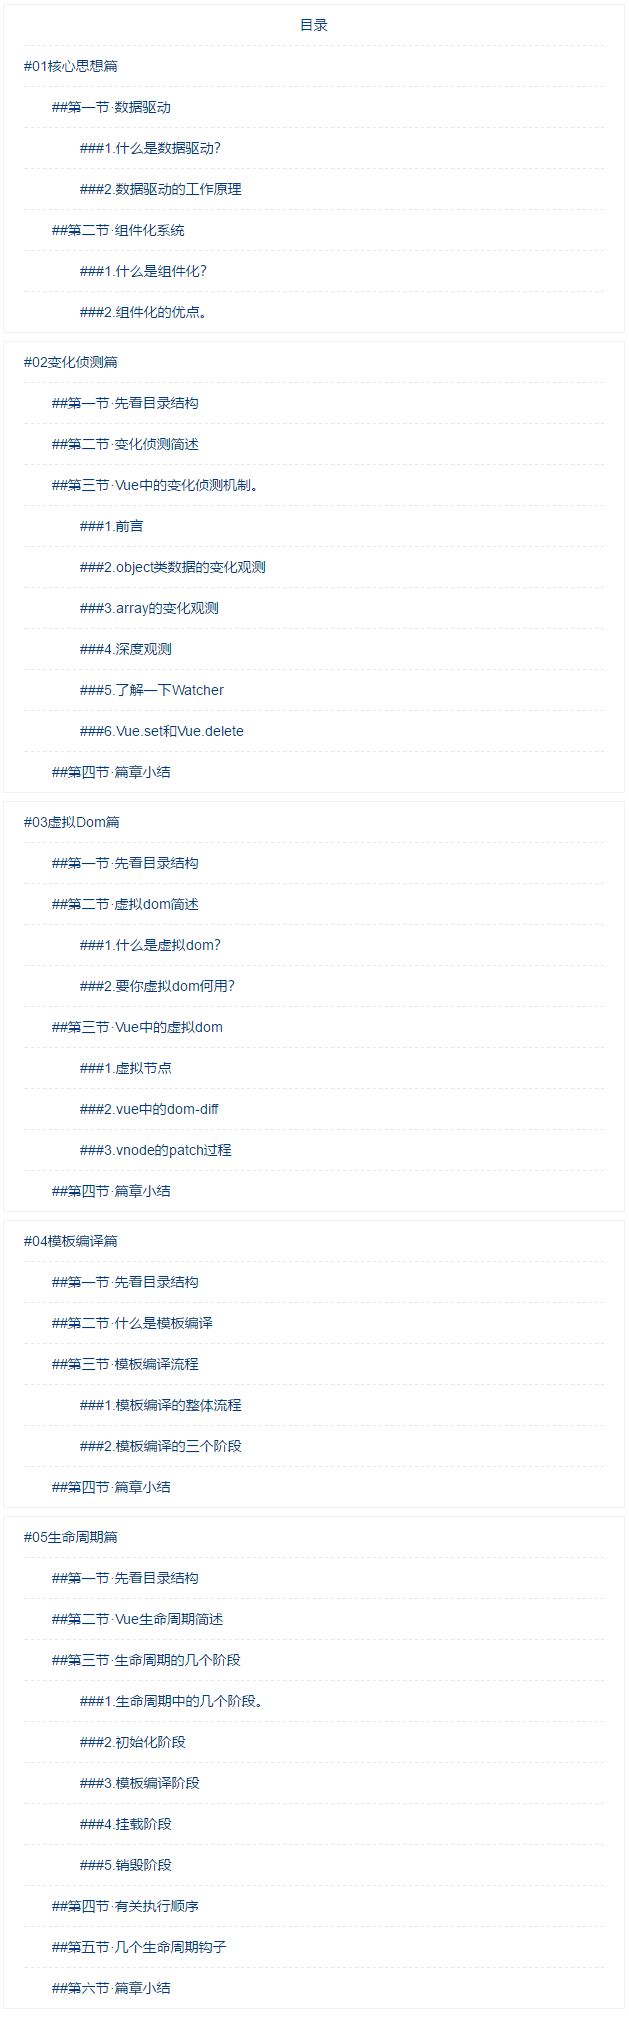 目录
#01核心思想篇
##第一节·数据驱动
###1.什么是数据驱动?
###2.数据驱动的工作原理
##第二节·组件化系统
###1.什么是组件化?
###2.组件化的优点。
#02变化侦测篇
##第一节·先看目录结构
##第二节·变化侦测简述
##第三节·Vue中的变化侦测机制。
###1.前言
###2.object类数据的变化观测
###3.array的变化观测
###4.深度观测
###5.了解一下Watcher
###6.Vue.set和Vue.delete
##第四节·篇章小结
#03虚拟Dom篇
##第一节·先看目录结构
##第二节·虚拟dom简述
###1.什么是虚拟dom?
###2.要你虚拟dom何用?
##第三节·Vue中的虚拟dom
###1.虚拟节点
###2.vue中的dom-diff
###3.vnode的patch过程
##第四节·篇章小结
#04模板编译篇
##第一节·先看目录结构
##第二节·什么是模板编译
##第三节·模板编译流程
###1.模板编译的整体流程
###2.模板编译的三个阶段
##第四节·篇章小结
#05生命周期篇
##第一节·先看目录结构
##第二节·Vue生命周期简述
##第三节·生命周期的几个阶段
###1.生命周期中的几个阶段。
###2.初始化阶段
###3.模板编译阶段
###4.挂载阶段
###5.销毁阶段
##第四节·有关执行顺序
##第五节·几个生命周期钩子
##第六节·篇章小结